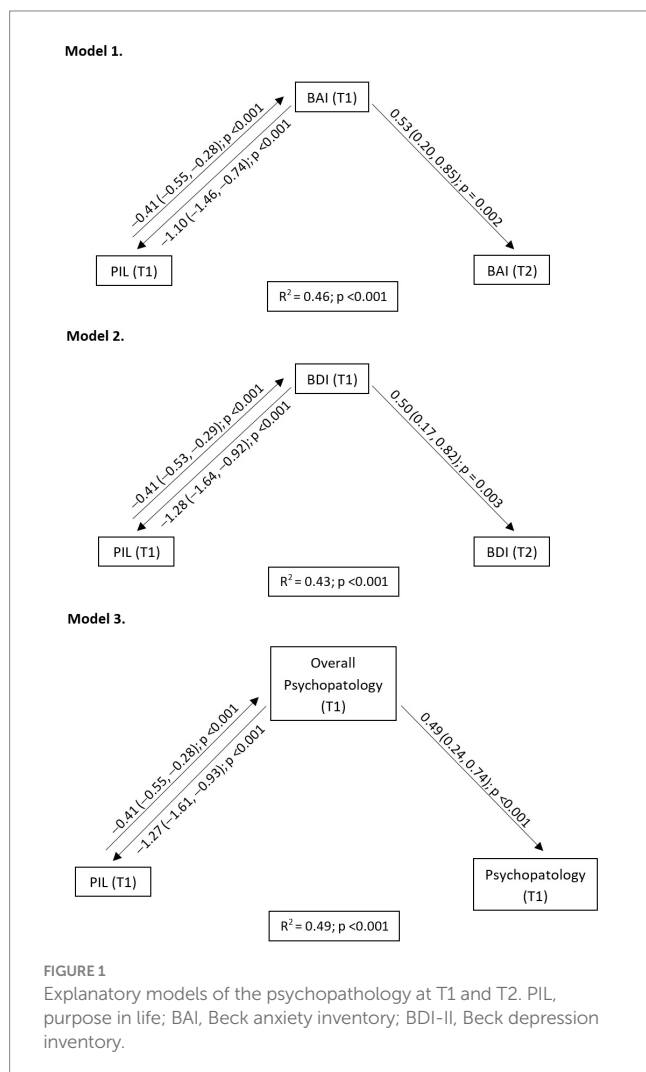 Model 1.
BAI (T1)
−0.41 (−0.55, −0.28); p <0.001
−1.10 (−1.46, −0.74); p <0.001
0.53 (0.20, 0.85); p = 0.002
PIL (T1)
BAI (T2)
R² = 0.46; p <0.001
Model 2.
BDI (T1)
−0.41 (−0.53, −0.29); p <0.001
−1.28 (−1.64, −0.92); p <0.001
0.50 (0.17, 0.82); p = 0.003
PIL (T1)
BDI (T2)
R² = 0.43; p <0.001
Model 3.
Overall
Psychopatology
(T1)
−0.41 (−0.55, −0.28); p <0.001
−1.27 (−1.61, −0.93); p <0.001
0.49 (0.24, 0.74); p <0.001
PIL (T1)
Psychopatology
(T1)
R² = 0.49; p <0.001
FIGURE 1
Explanatory models of the psychopathology at T1 and T2. PIL,
purpose in life; BAI, Beck anxiety inventory; BDI-II, Beck depression
inventory.